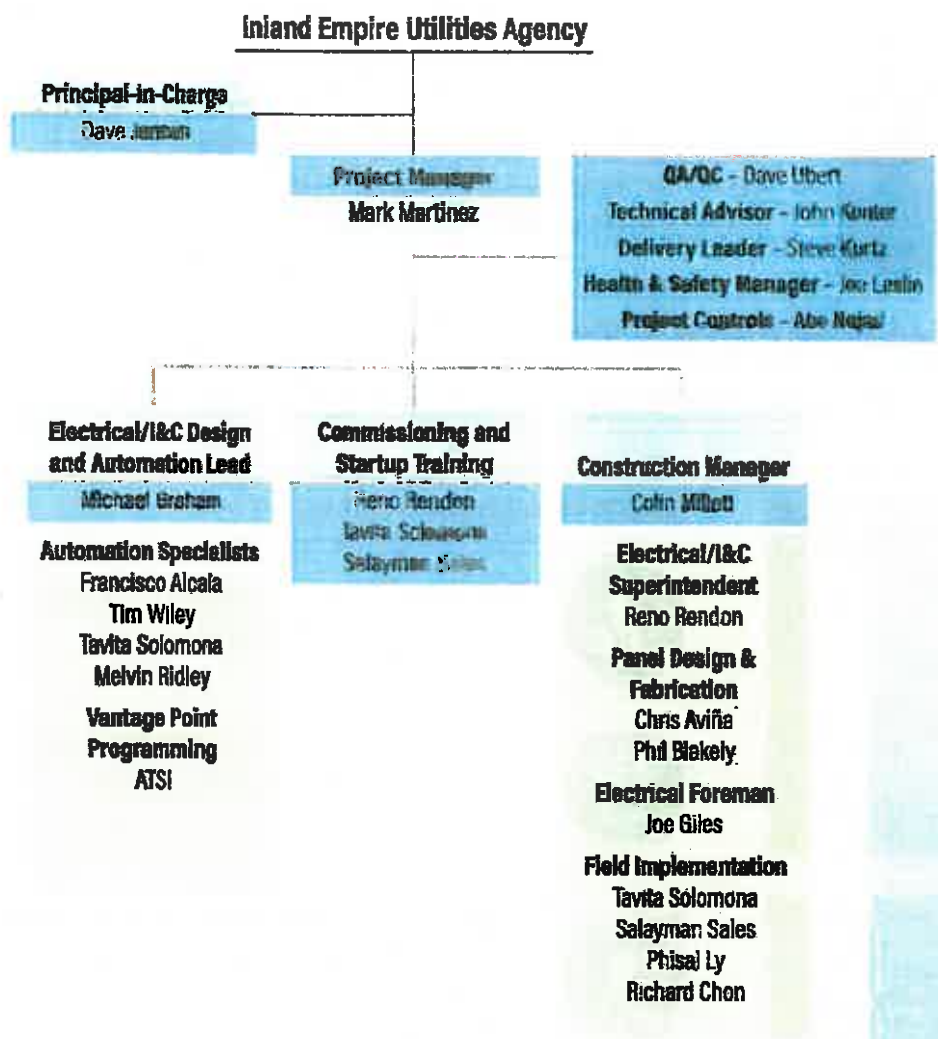 Inland Empire Utilities Agency
Principal-in-Charge
Dave
Project Manager
Mark Martinez
QA/QC – Dave Ubert
Technical Advisor – John
Delivery Leader – Steve Kurtz
Health & Safety Manager – Joe Leslin
Project Controls – Abe
Electrical/I&C Design
and Automation Lead
Michael Graham
Automation Specialists
Francisco Alcala
Tim Wiley
Tavita Solomona
Melvin Ridley
Vantage Point
Programming
ATSI
Commissioning and
Startup Training
Reno Rendon
Tavita Solomona
Salayman Sales
Construction Manager
Colin Millett
Electrical/I&C
Superintendent
Reno Rendon
Panel Design &
Fabrication
Chris Aviña
Phil Blakely
Electrical Foreman
Joe Giles
Field Implementation
Tavita Solomona
Salayman Sales
Phisal Ly
Richard Chon